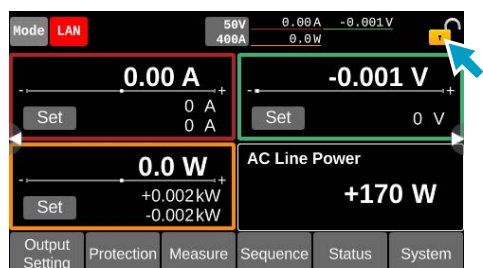 Mode LAN
50V 0.00A -0.001V
400A 0.0W
0.00 A
- +
Set
0 A
0 A
-0.001 V
- +
Set
0 V
0.0 W
- +
Set
+0.002kW
-0.002kW
AC Line Power
+170 W
Output Setting
Protection
Measure
Sequence
Status
System